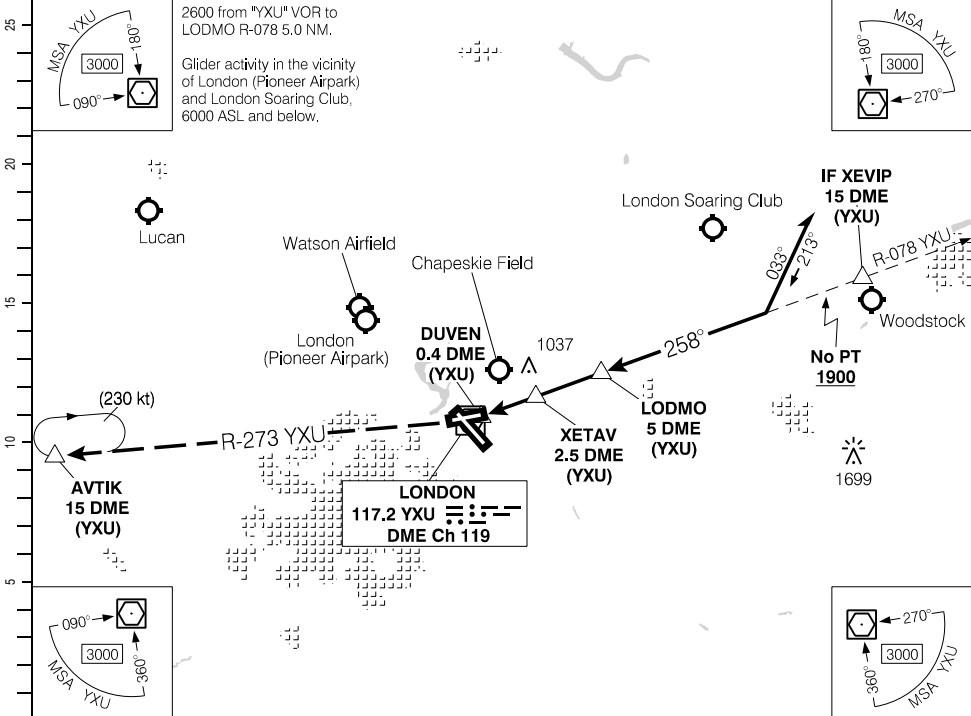 25
20
15
10
5
MSA YXU
3000
180°
090°
2600 from "YXU" VOR to
LODMO R-078 5.0 NM.
Glider activity in the vicinity
of London (Pioneer Airpark)
and London Soaring Club,
6000 ASL and below.
MSA YXU
180°
3000
270°
Lucan
Watson Airfield
London
(Pioneer Airpark)
Chapeskie Field
London Soaring Club
IF XEVIP
15 DME
(YXU)
R-078 YXU
033°
213°
Woodstock
No PT
1900
DUVEN
0.4 DME
(YXU)
1037
258°
LODMO
5 DME
(YXU)
XETAV
2.5 DME
(YXU)
1699
(230 kt)
R-273 YXU
AVTIK
15 DME
(YXU)
LONDON
117.2 YXU
DME Ch 119
090°
3000
360°
MSA YXU
270°
3000
360°
MSA YXU